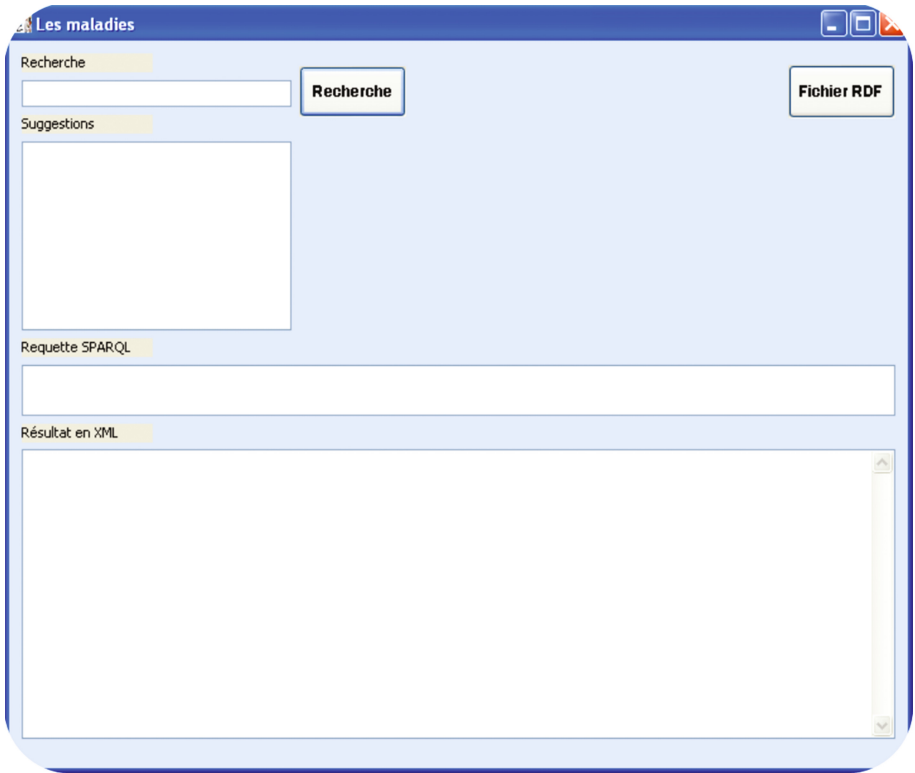 Les maladies
Recherche
Recherche
Fichier RDF
Suggestions
Requette SPARQL
Résultat en XML